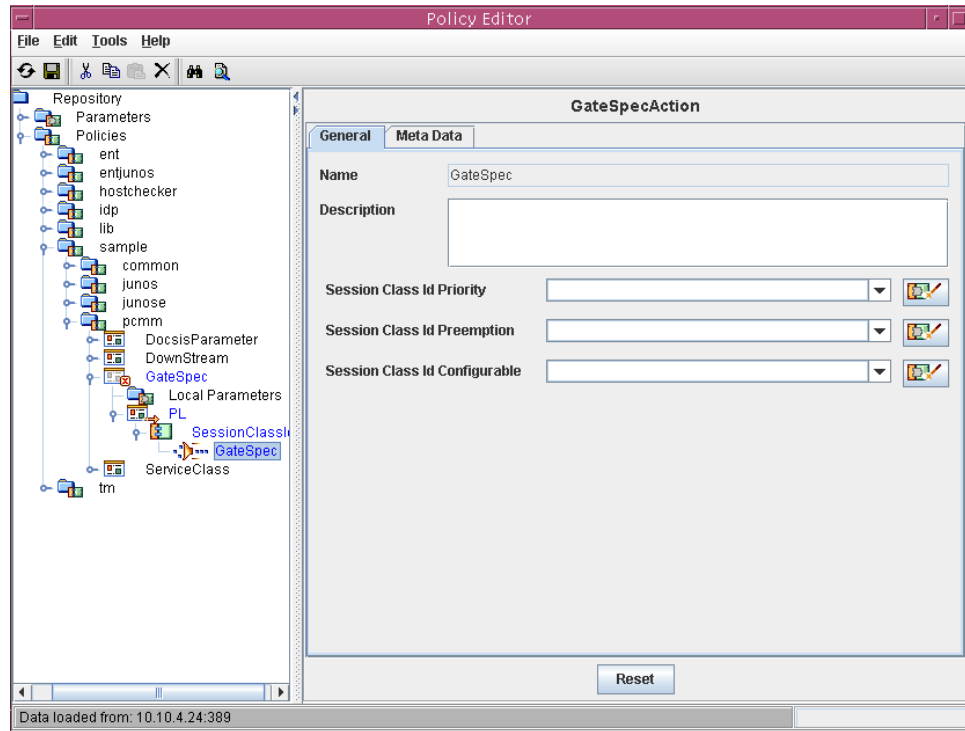 Policy Editor
File Edit Tools Help
Repository
Parameters
Policies
ent
entjunos
hostchecker
idp
lib
sample
common
junos
junose
pcmm
DocsisParameter
DownStream
GateSpec
Local Parameters
PL
SessionClassI
GateSpec
ServiceClass
tm
GateSpecAction
General Meta Data
Name GateSpec
Description
Session Class Id Priority
Session Class Id Preemption
Session Class Id Configurable
Reset
Data loaded from: 10.10.4.24:389